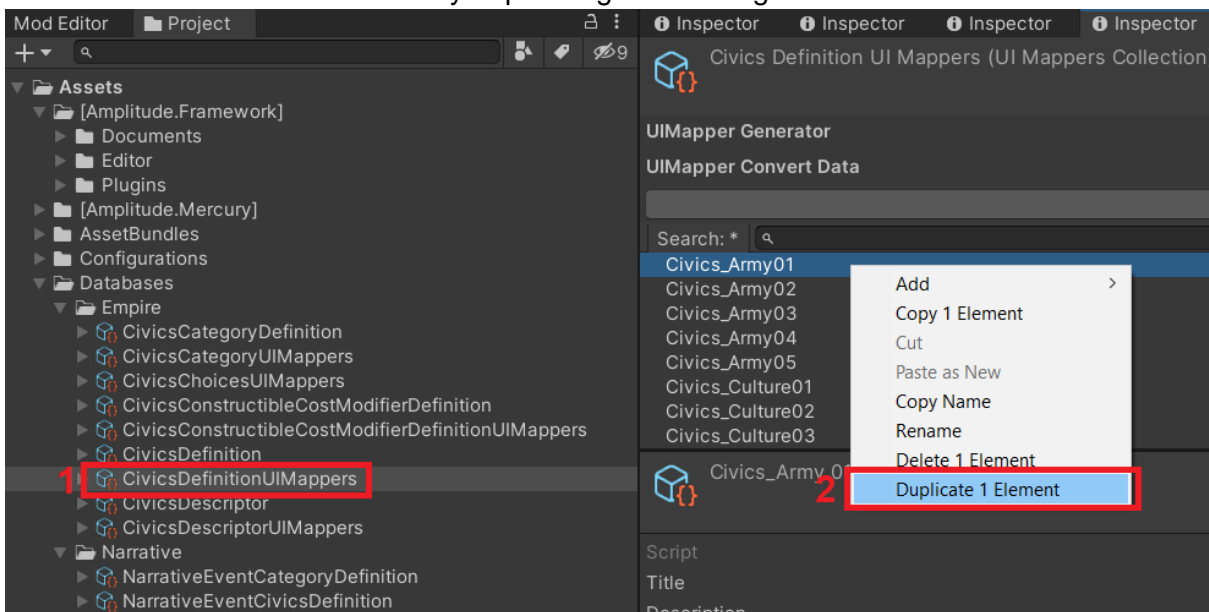 Mod Editor Project
9
Assets
[Amplitude.Framework]
Documents
Editor
Plugins
[Amplitude.Mercury]
AssetBundles
Configurations
Databases
Empire
CivicsCategoryDefinition
CivicsCategoryUIMappers
CivicsChoicesUIMappers
CivicsConstructibleCostModifierDefinition
CivicsConstructibleCostModifierDefinitionUIMappers
CivicsDefinition
1 CivicsDefinitionUIMappers
CivicsDescriptor
CivicsDescriptorUIMappers
Narrative
NarrativeEventCategoryDefinition
NarrativeEventCivicsDefinition
Inspector Inspector Inspector Inspector
Civics Definition UI Mappers (UI Mappers Collection
UIMapper Generator
UIMapper Convert Data
Search: *
Civics_Army01
Civics_Army02
Civics_Army03
Civics_Army04
Civics_Army05
Civics_Culture01
Civics_Culture02
Civics_Culture03
Add >
Copy 1 Element
Cut
Paste as New
Copy Name
Rename
Delete 1 Element
2 Duplicate 1 Element
Civics_Army
Script
Title
Description